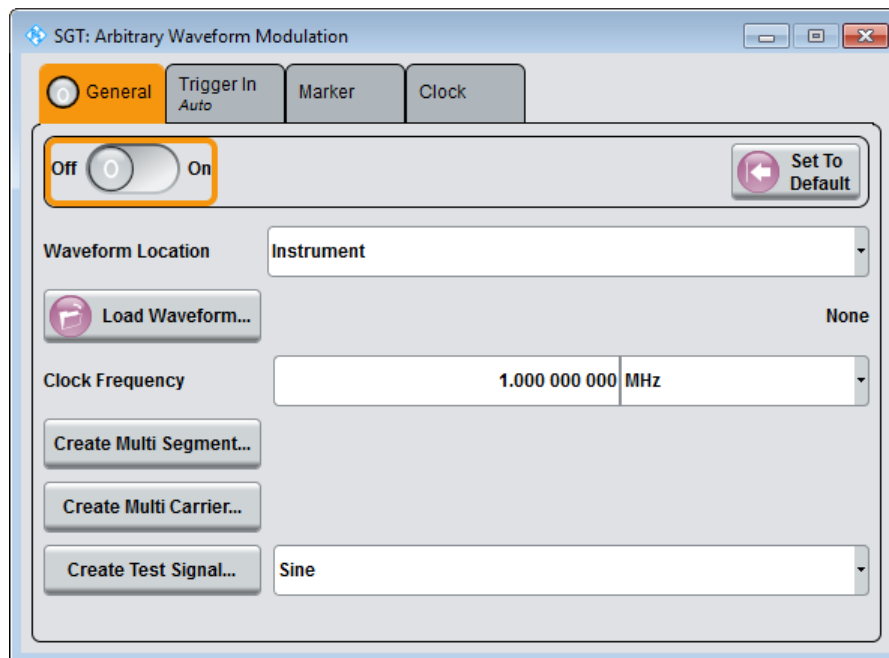 SGT: Arbitrary Waveform Modulation
General
Trigger In
Auto
Marker
Clock
Off 0 On
Set To
Default
Waveform Location Instrument
Load Waveform... None
Clock Frequency 1.000 000 000 MHz
Create Multi Segment...
Create Multi Carrier...
Create Test Signal... Sine